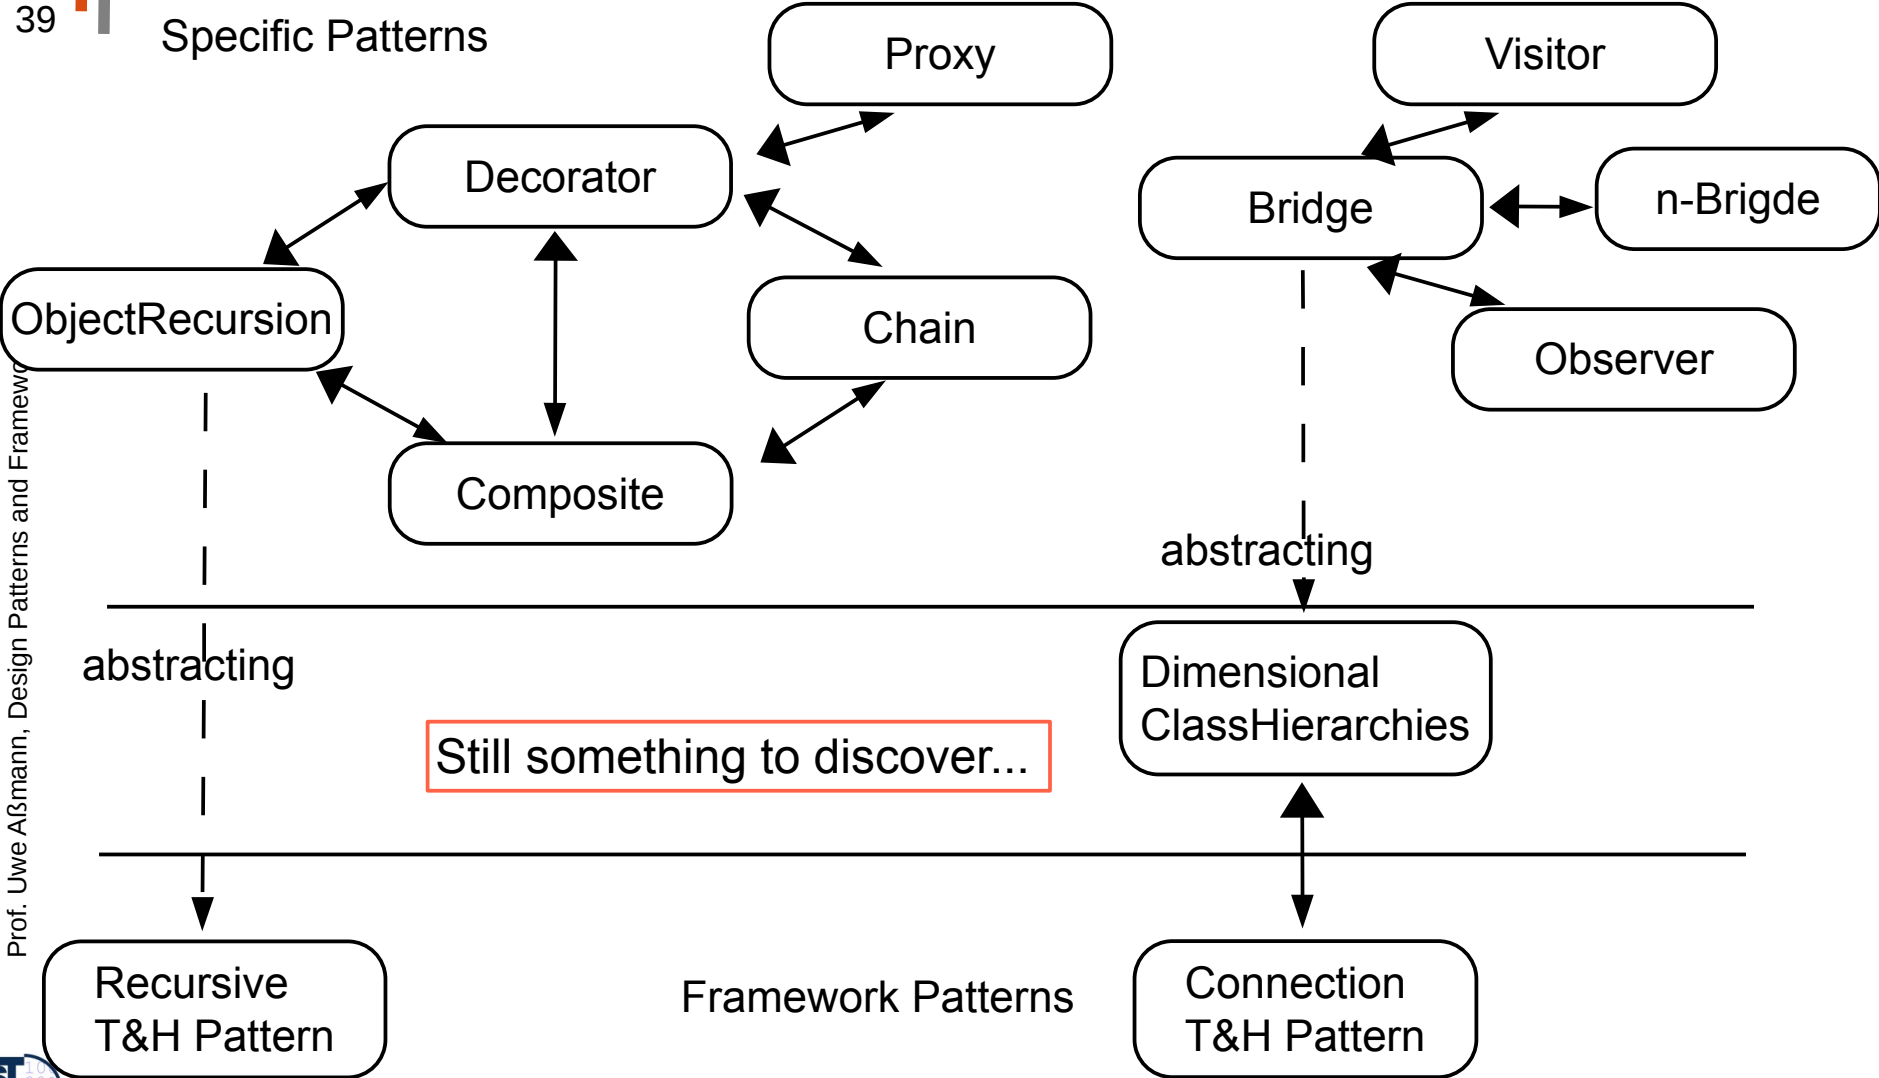 39
Specific Patterns
Proxy
Visitor
Decorator
Bridge
n-Brigde
ObjectRecursion
Chain
Observer
Composite
abstracting
abstracting
Dimensional
ClassHierarchies
Still something to discover...
Recursive
T&H Pattern
Framework Patterns
Connection
T&H Pattern
Prof. Uwe Aßmann, Design Patterns and